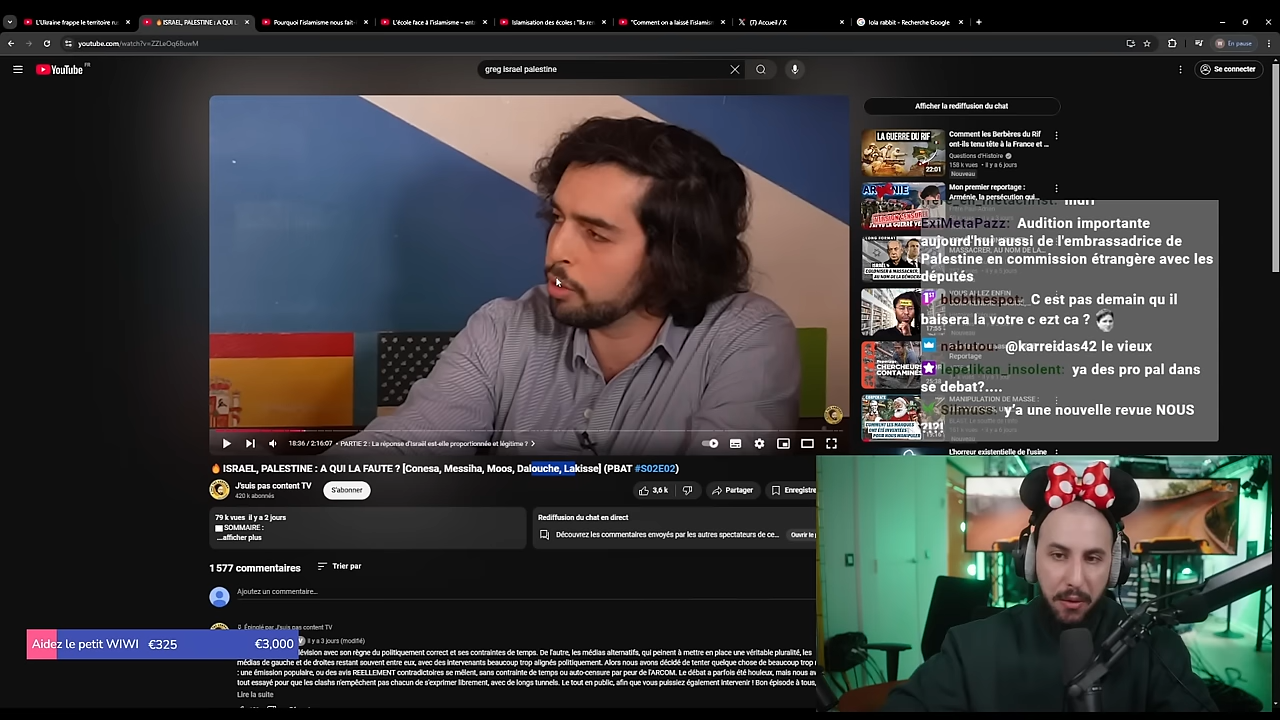 L'Ukraine frappe le territoire ru
🔥 ISRAEL, PALESTINE : A QUI L
Pourquoi l'islamisme nous fait-
L'école face à l'islamisme – ent
Islamisation des écoles : "Ils re
"Comment on a laissé l'islamism
(7) Accueil / X
lola rabbit - Recherche Google
youtube.com/watch?v=ZZLeOq6BuwM
En pause
YouTube FR
greg israel palestine
Se connecter
Afficher la rediffusion du chat
LA GUERRE DU RIF
22:01
Comment les Berbères du Rif
ont-ils tenu tête à la France et ...
Questions d'Histoire
158 k vues • il y a 6 jours
Nouveau
ARMÉNIE
Mon premier reportage :
Arménie, la persécution qui...
ExiMetaPazz: Audition importante
aujourd'hui aussi de l'embrassadrice de
Palestine en commission étrangère avec les
députés
blobthespot: C est pas demain qu il
baisera la votre c ezt ca ?
nabutou: @karreidas42 le vieux
lepelikan_insolent: ya des pro pal dans
se debat?....
Slimuss: y'a une nouvelle revue NOUS
?!?!
L'horreur existentielle de l'usine
18:36 / 2:16:07 • PARTIE 2 : La réponse d'Israël est-elle proportionnée et légitime ?
🔥 ISRAEL, PALESTINE : A QUI LA FAUTE ? [Conesa, Messiha, Moos, Dalouche, Lakisse] (PBAT #S02E02)
J'suis pas content TV
420 k abonnés
S'abonner
3,6 k
Partager
Enregistre
79 k vues il y a 2 jours
SOMMAIRE :
...afficher plus
Rediffusion du chat en direct
Découvrez les commentaires envoyés par les autres spectateurs de ce...
1 577 commentaires
Trier par
Ajoutez un commentaire...
Épinglé par J'suis pas content TV
il y a 3 jours (modifié)
Aidez le petit WIWI €325 €3,000
lévision avec son règne du politiquement correct et ses contraintes de temps. De l'autre, les médias alternatifs, qui peinent à mettre en place une véritable pluralité, les
médias de gauche et de droites restant souvent entre eux, avec des intervenants beaucoup trop alignés politiquement. Alors nous avons décidé de tenter quelque chose de beaucoup trop
: une émission populaire, ou des avis REELLEMENT contradictoires se mêlent, sans contrainte de temps ou auto-censure par peur de l'ARCOM. Le débat a parfois été houleux, mais nous av
tout essayé pour que les clashs n'empêchent pas chacun de s'exprimer librement, avec de longs tunnels. Le tout en public, afin que vous puissiez également intervenir ! Bon épisode à tous,
Lire la suite